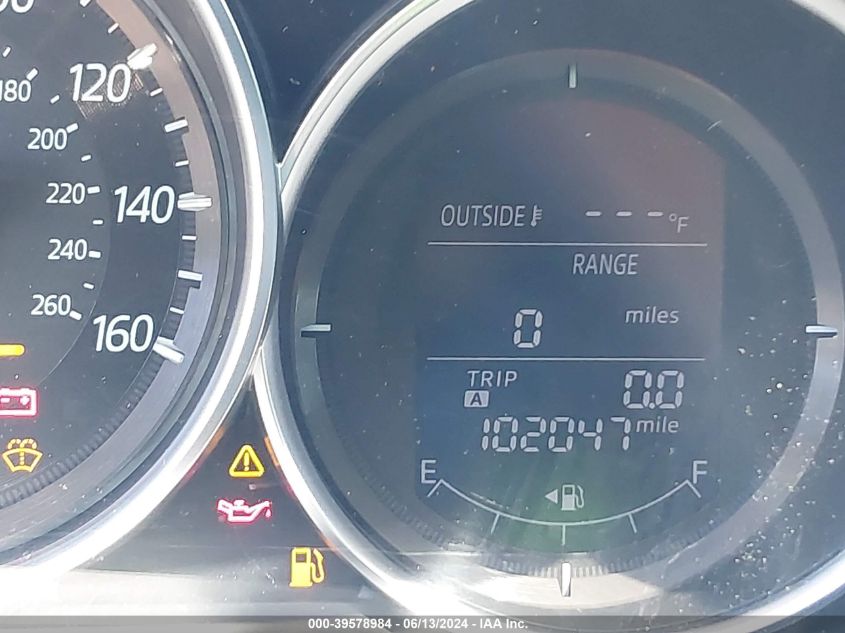 120
180
200
220
140
240
260
160
OUTSIDE - - - °F
RANGE
0 miles
TRIP
A 0.0
102047 mile
E F
000-39578984 - 06/13/2024 - IAA Inc.